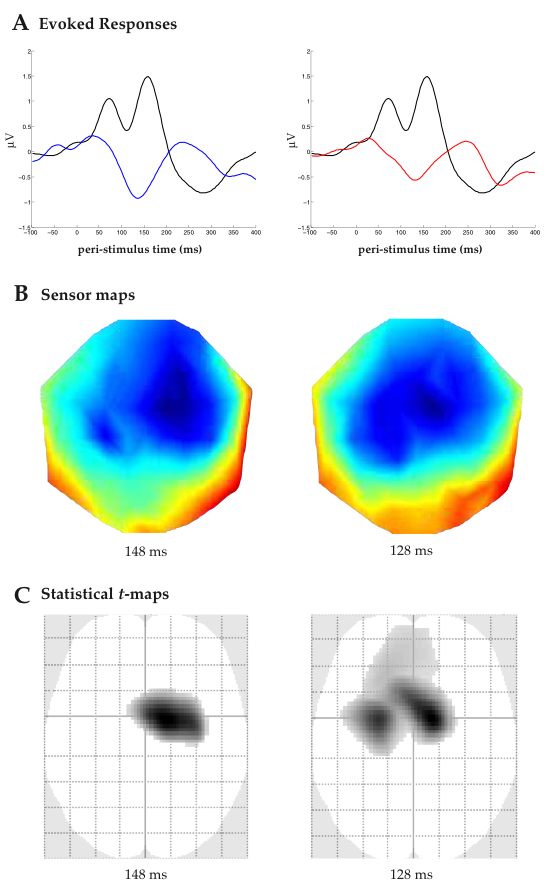 A Evoked Responses
2
1.5
1
0.5
0
−0.5
−1
−1.5
µV
−100 −50 0 50 100 150 200 250 300 350 400
peri-stimulus time (ms)
2
1.5
1
0.5
0
−0.5
−1
−1.5
µV
−100 −50 0 50 100 150 200 250 300 350 400
peri-stimulus time (ms)
B Sensor maps
148 ms
128 ms
C Statistical t-maps
148 ms
128 ms